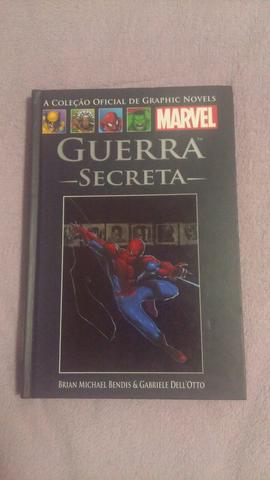 A Coleção Oficial de Graphic Novels
MARVEL
Guerra
Secreta
Brian Michael Bendis & Gabriele Dell'Otto